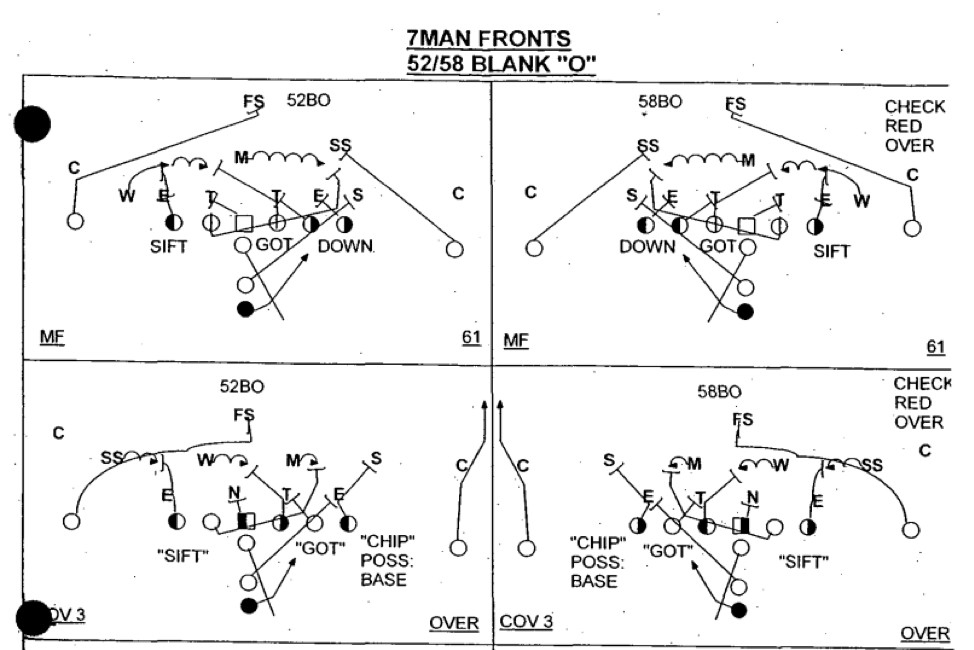 7MAN FRONTS
52/58 BLANK "O"
FS 52BO
SS
C M C
W E T T E S
SIFT GOT DOWN
MF 61
58BO FS CHECK
RED
OVER
SS
M C
C S E T T E W
DOWN GOT SIFT
MF 61
52BO
FS
C
SS W M S
C
E N T E
"SIFT" "GOT" "CHIP"
POSS:
BASE
OV 3 OVER
58BO CHECK
RED
OVER
FS
C
S M W SS
C
E T N E
"CHIP" "GOT" "SIFT"
POSS:
BASE
COV 3 OVER